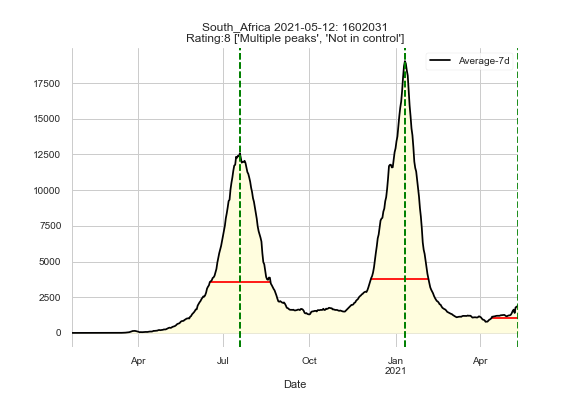 South_Africa 2021-05-12: 1602031
Rating:8 ['Multiple peaks', 'Not in control']
Average-7d
17500
15000
12500
10000
7500
5000
2500
0
Apr Jul Oct Jan Apr
2021
Date